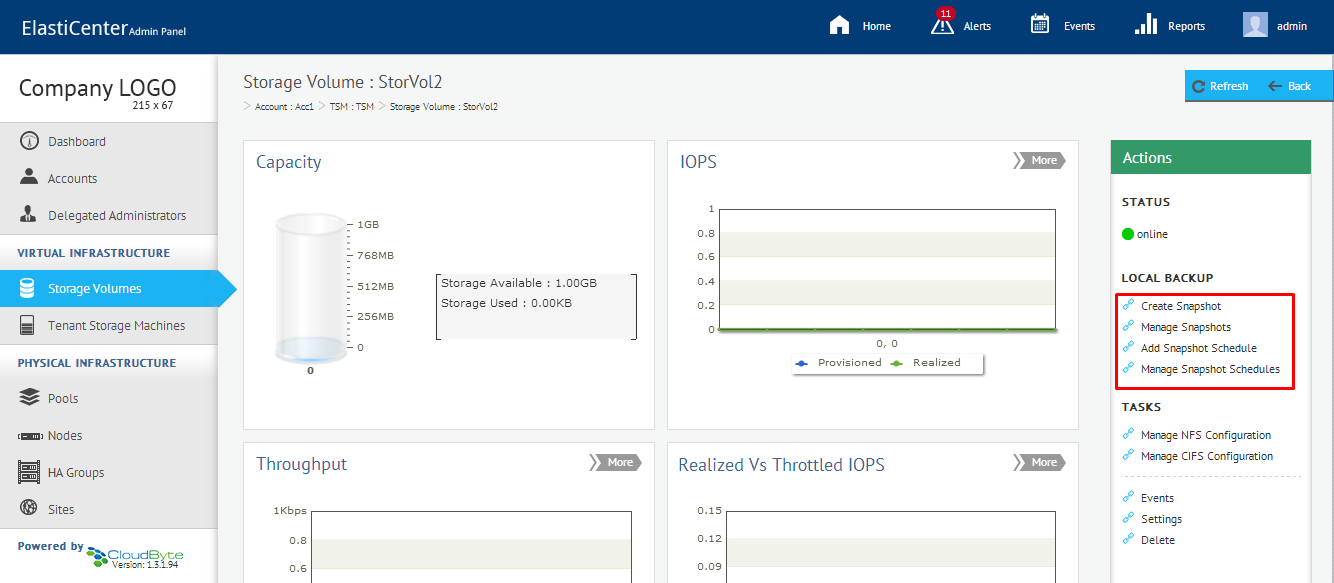 ElastiCenter Admin Panel
Home
11
Alerts
Events
Reports
admin
Company LOGO
215 x 67
Dashboard
Accounts
Delegated Administrators
VIRTUAL INFRASTRUCTURE
Storage Volumes
Tenant Storage Machines
PHYSICAL INFRASTRUCTURE
Pools
Nodes
HA Groups
Sites
Powered by CloudByte
Version: 1.3.1.94
Storage Volume : StorVol2
Account : Acc1 > TSM : TSM > Storage Volume : StorVol2
Refresh
Back
Capacity
1GB
768MB
512MB
256MB
0
0
Storage Available : 1.00GB
Storage Used : 0.00KB
IOPS
More
1
0.8
0.6
0.4
0.2
0
0, 0
Provisioned
Realized
Throughput
More
1Kbps
0.8
0.6
Realized Vs Throttled IOPS
More
0.15
0.12
0.09
Actions
STATUS
online
LOCAL BACKUP
Create Snapshot
Manage Snapshots
Add Snapshot Schedule
Manage Snapshot Schedules
TASKS
Manage NFS Configuration
Manage CIFS Configuration
Events
Settings
Delete